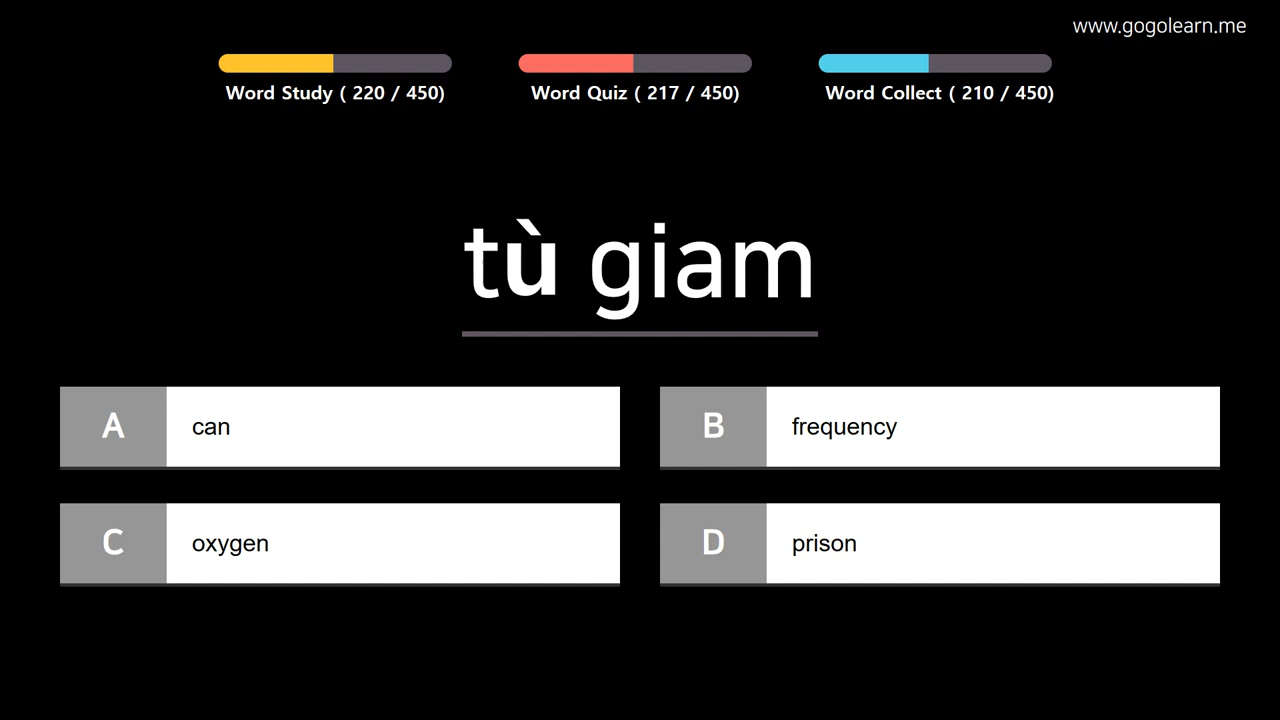 www.gogolearn.me
Word Study ( 220 / 450)
Word Quiz ( 217 / 450)
Word Collect ( 210 / 450)
tù giam
A can
B frequency
C oxygen
D prison